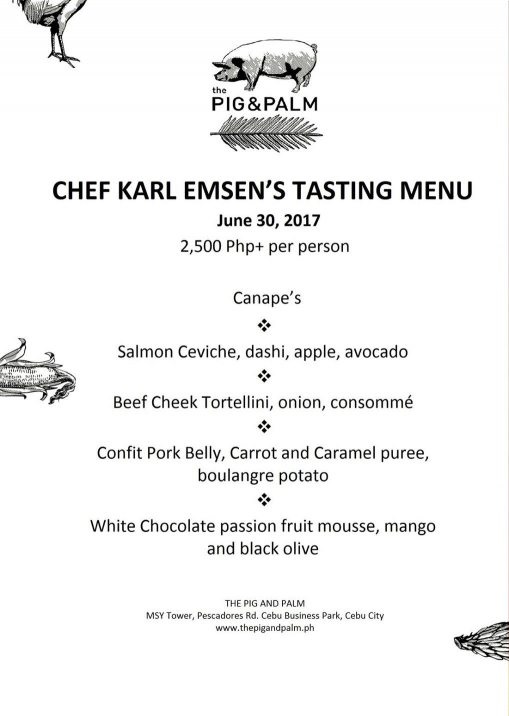 the
PIG&PALM
CHEF KARL EMSEN'S TASTING MENU
June 30, 2017
2,500 Php+ per person
Canape's
Salmon Ceviche, dashi, apple, avocado
Beef Cheek Tortellini, onion, consommé
Confit Pork Belly, Carrot and Caramel puree,
boulangre potato
White Chocolate passion fruit mousse, mango
and black olive
THE PIG AND PALM
MSY Tower, Pescadores Rd. Cebu Business Park, Cebu City
www.thepigandpalm.ph